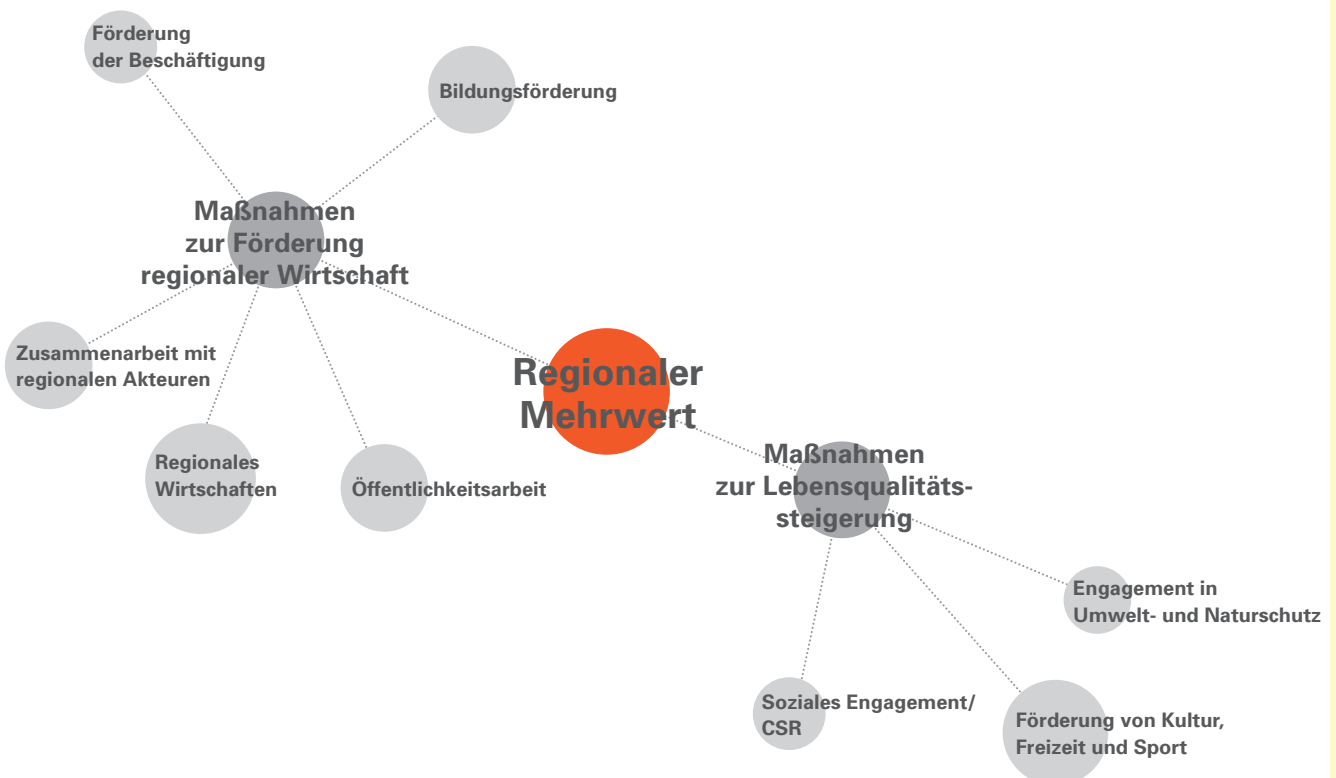 Förderung
der Beschäftigung
Bildungsförderung
Maßnahmen
zur Förderung
regionaler Wirtschaft
Zusammenarbeit mit
regionalen Akteuren
Regionales
Wirtschaften
Öffentlichkeitsarbeit
Regionaler
Mehrwert
Maßnahmen
zur Lebensqualitäts-
steigerung
Engagement in
Umwelt- und Naturschutz
Soziales Engagement/
CSR
Förderung von Kultur,
Freizeit und Sport